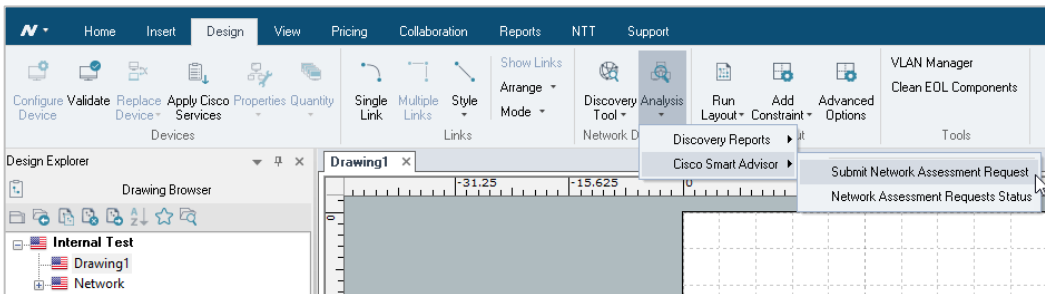 N Home Insert Design View Pricing Collaboration Reports NTT Support
Configure Device
Validate
Replace Device
Apply Cisco Services
Properties
Quantity
Devices
Single Link
Multiple Links
Style
Show Links
Arrange
Mode
Links
Discovery Tool
Analysis
Network D
Run Layout
Add Constraint
Advanced Options
ut
VLAN Manager
Clean EOL Components
Tools
Discovery Reports
Cisco Smart Advisor
Submit Network Assessment Request
Network Assessment Requests Status
Design Explorer
Drawing1
Drawing Browser
-31.25 -15.625 0
0
Internal Test
Drawing1
Network